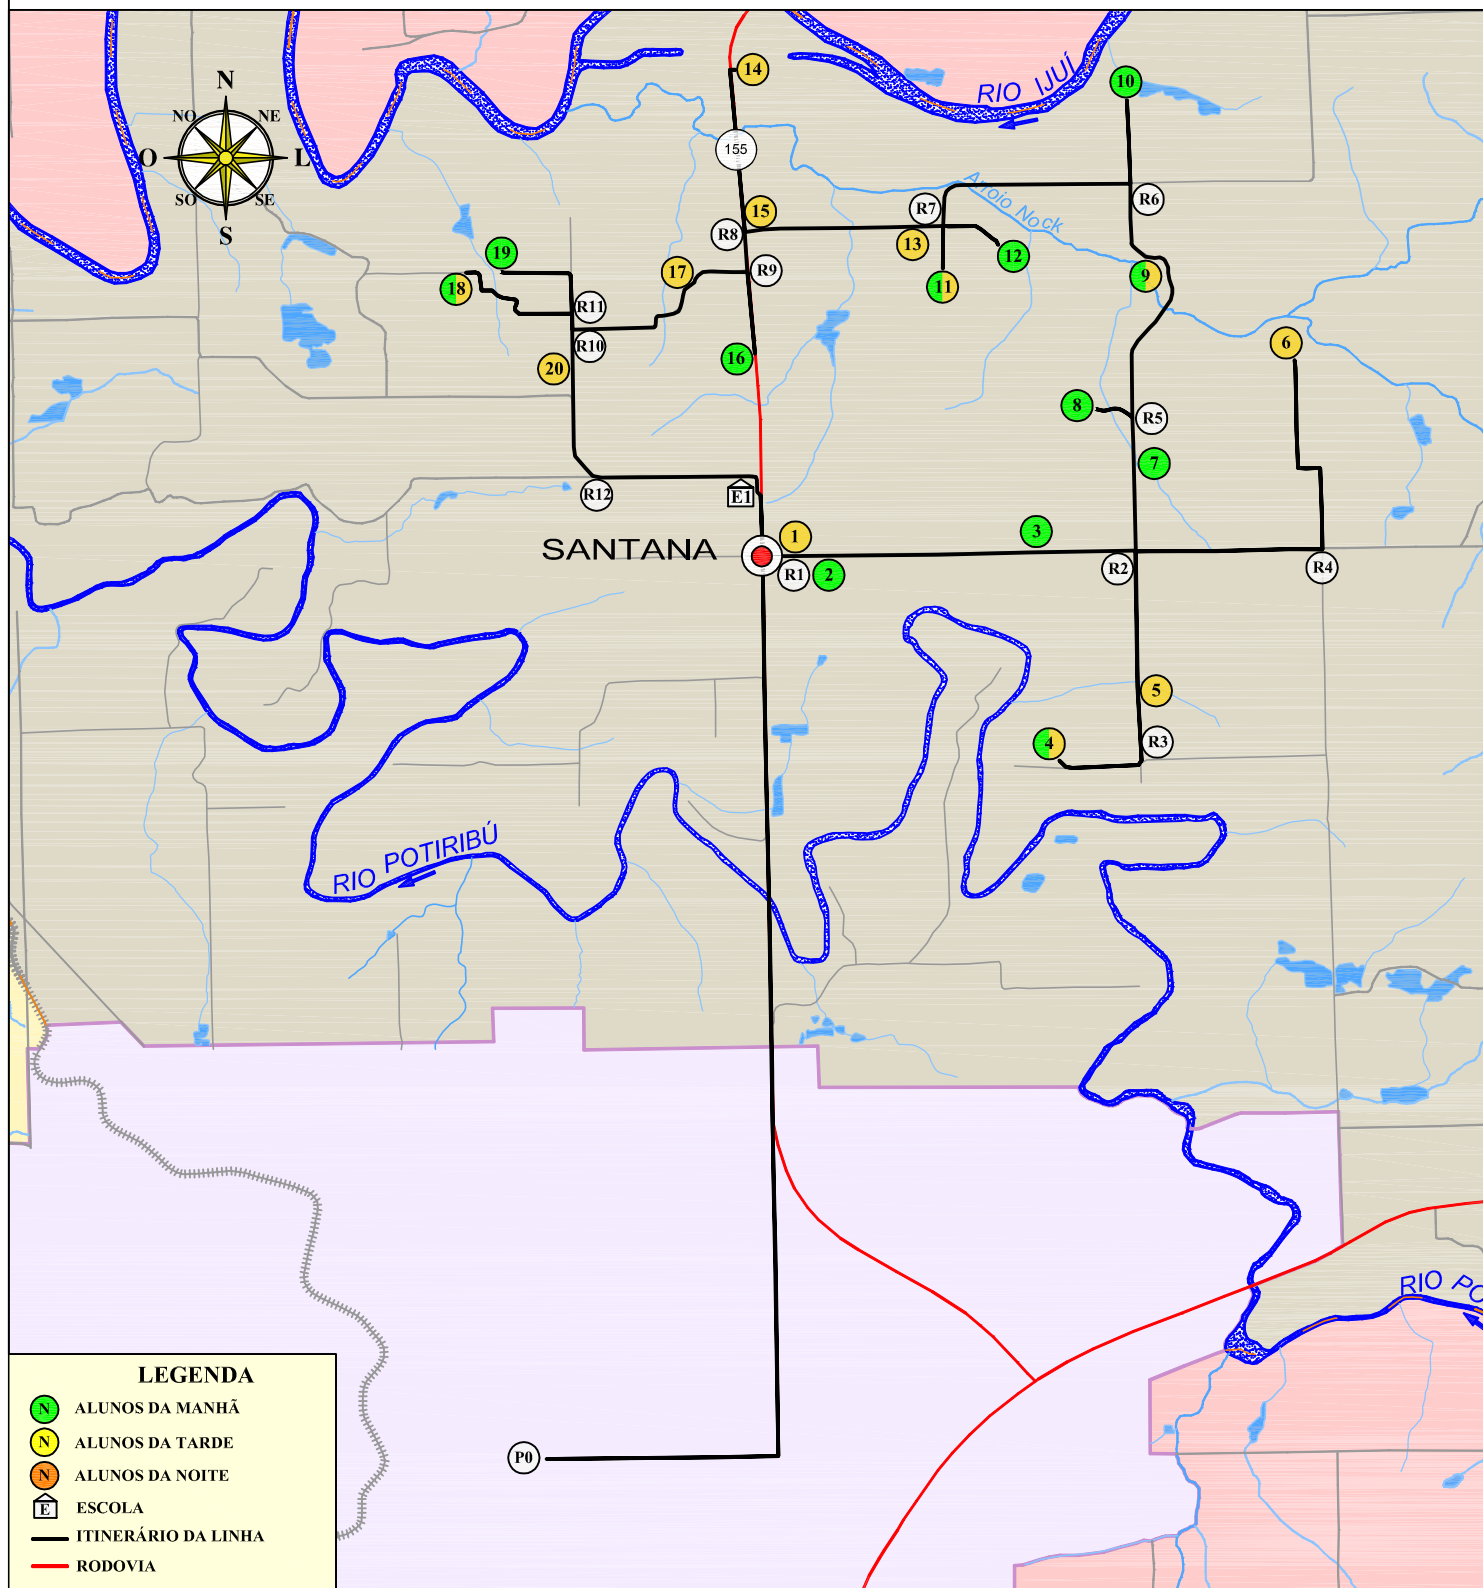 N
NO
NE
O
L
SO
SE
S
RIO IJUÍ
14
10
155
Arroio Nock
R6
R7
15
R8
13
12
19
17
R9
18
11
9
R11
R10
16
6
20
8
R5
7
R12
E1
3
1
SANTANA
R1
2
R2
R4
5
4
R3
RIO POTIRIBÚ
RIO PO
P0
LEGENDA
N ALUNOS DA MANHÃ
N ALUNOS DA TARDE
N ALUNOS DA NOITE
E ESCOLA
ITINERÁRIO DA LINHA
RODOVIA